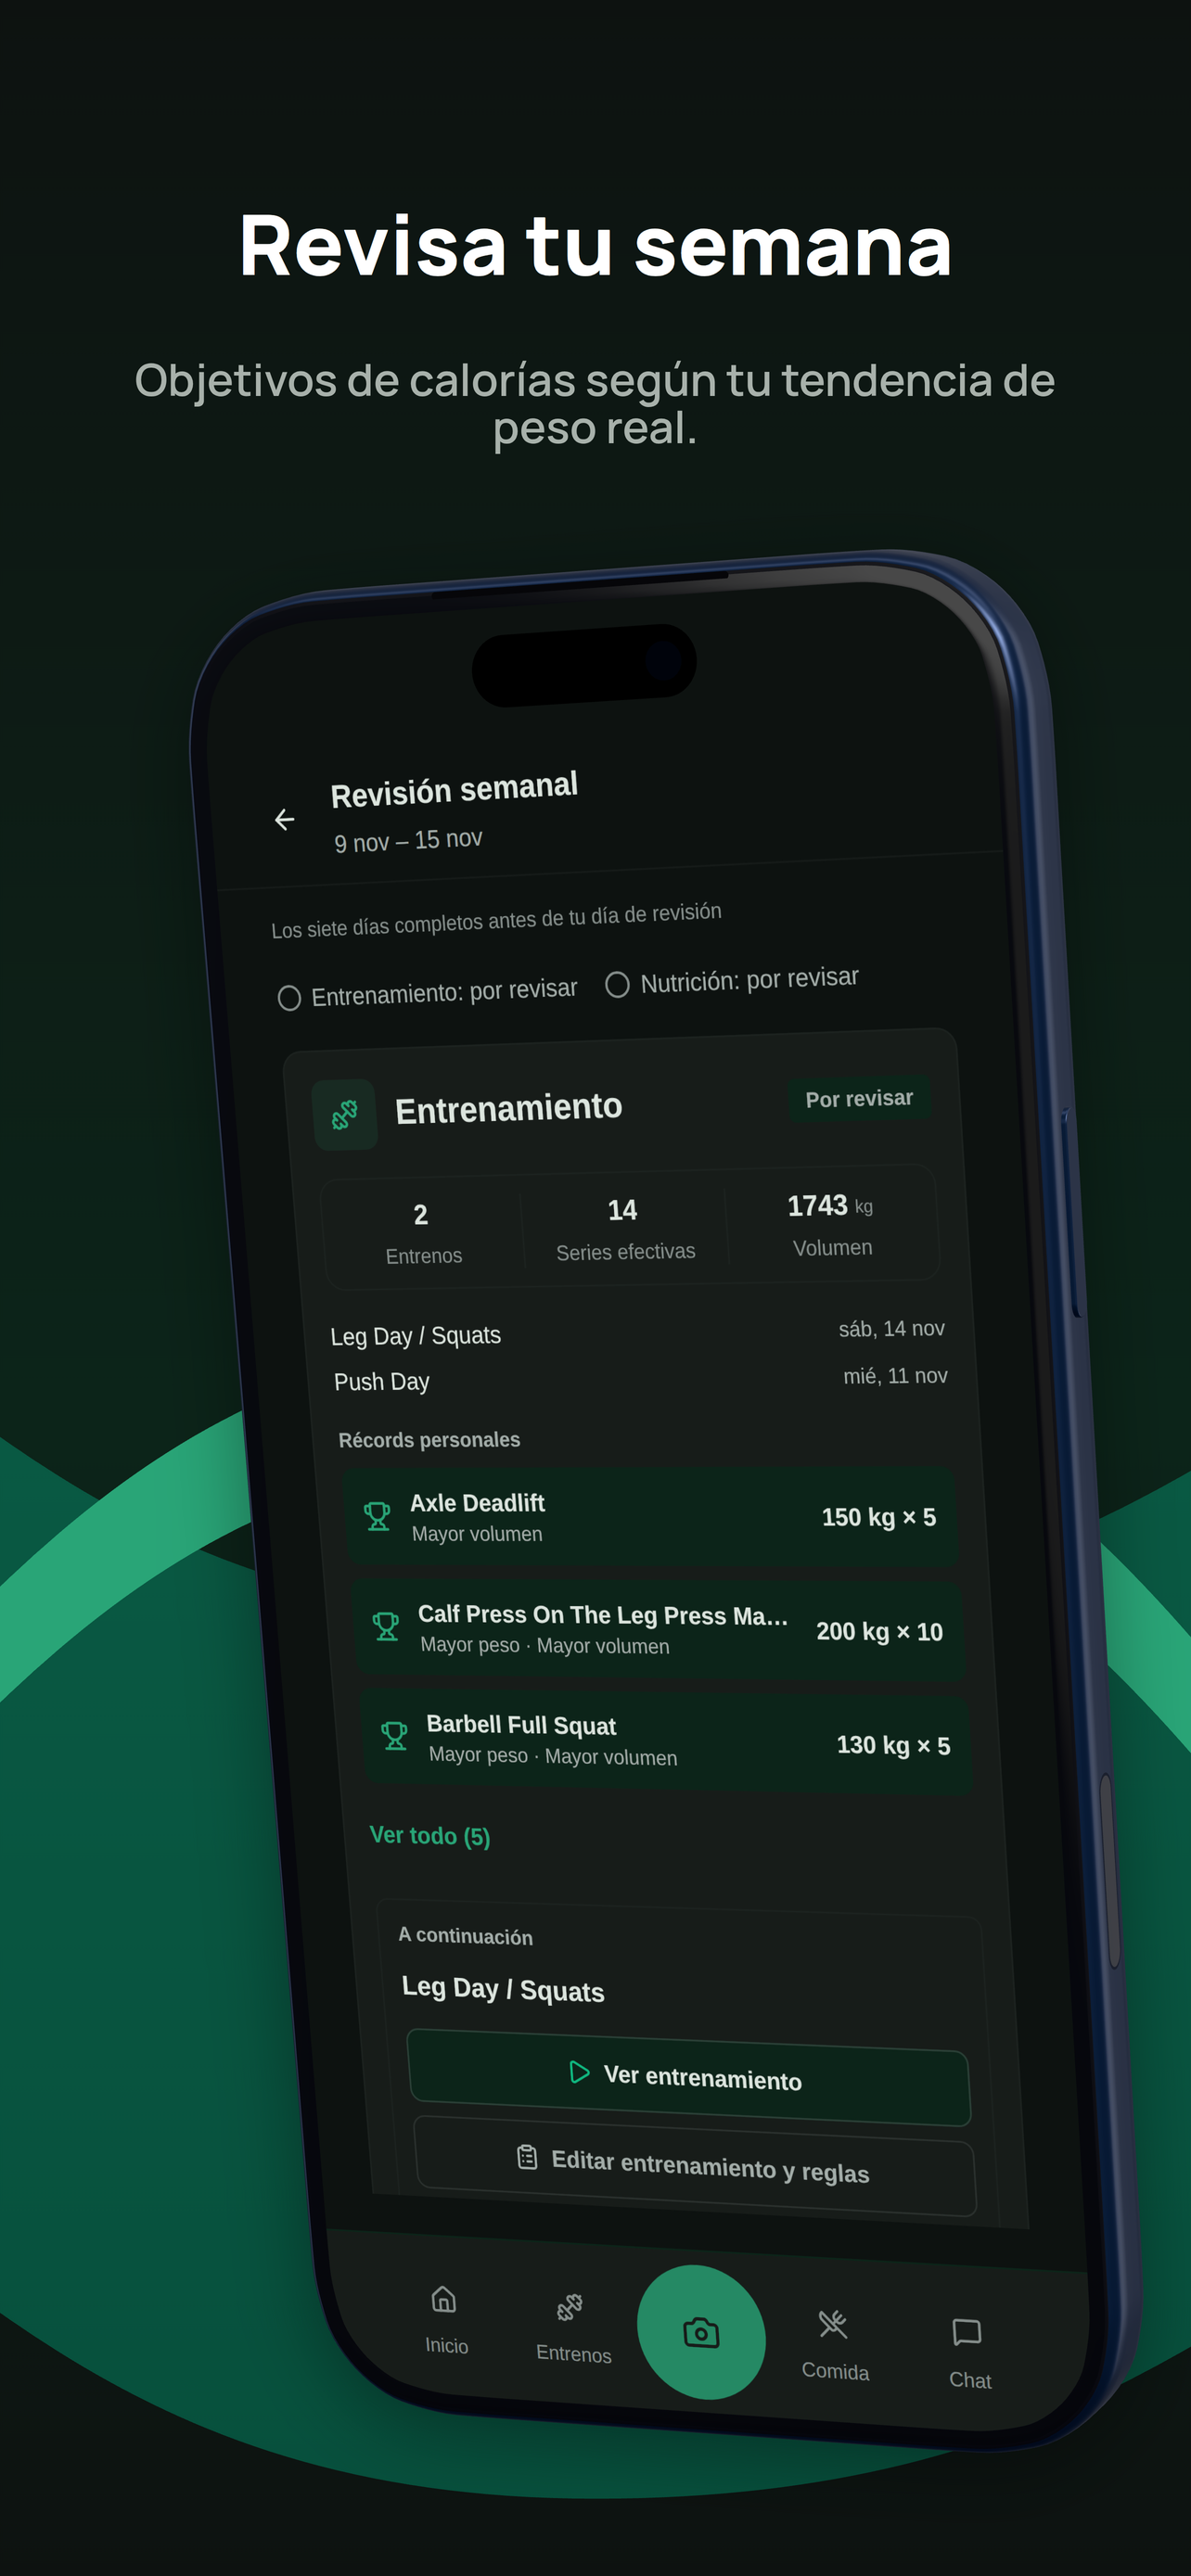 Revisa tu semana
Objetivos de calorías según tu tendencia de
peso real.
Revisión semanal
9 nov – 15 nov
Los siete días completos antes de tu día de revisión
Entrenamiento: por revisar
Nutrición: por revisar
Entrenamiento
Por revisar
2
14
1743 kg
Entrenos
Series efectivas
Volumen
Leg Day / Squats
sáb, 14 nov
Push Day
mié, 11 nov
Récords personales
Axle Deadlift
Mayor volumen
150 kg × 5
Calf Press On The Leg Press Ma…
Mayor peso · Mayor volumen
200 kg × 10
Barbell Full Squat
Mayor peso · Mayor volumen
130 kg × 5
Ver todo (5)
A continuación
Leg Day / Squats
Ver entrenamiento
Editar entrenamiento y reglas
Inicio
Entrenos
Comida
Chat